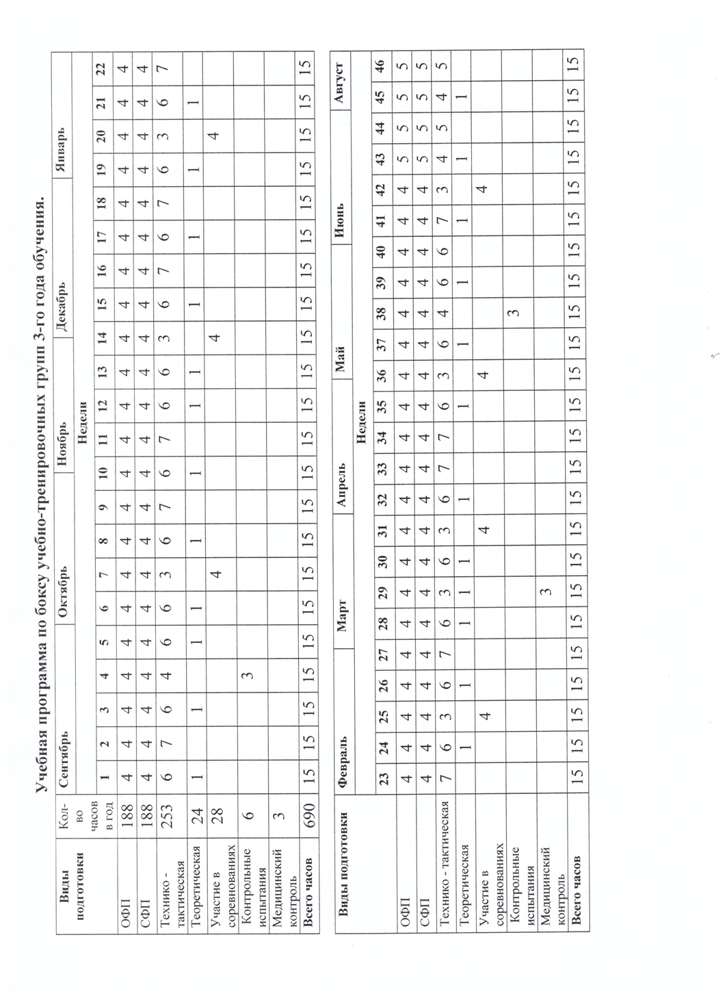 Учебная программа по боксу учебно-тренировочных групп 3-го года обучения.
Виды подготовки Кол-во часов в год Сентябрь Октябрь Ноябрь Декабрь Январь
Недели
1 2 3 4 5 6 7 8 9 10 11 12 13 14 15 16 17 18 19 20 21 22
ОФП 188 4 4 4 4 4 4 4 4 4 4 4 4 4 4 4 4 4 4 4 4 4 4
СФП 188 4 4 4 4 4 4 4 4 4 4 4 4 4 4 4 4 4 4 4 4 4 4
Технико -
тактическая 253 6 7 6 4 6 6 3 6 7 6 7 6 6 3 6 7 6 7 6 3 6 7
Теоретическая 24 1 1 1 1 1 1 1 1 1 1 1 1
Участие в
соревнованиях 28 4 4 4
Контрольные
испытания 6 3
Медицинский
контроль 3
Всего часов 690 15 15 15 15 15 15 15 15 15 15 15 15 15 15 15 15 15 15 15 15 15 15
Виды подготовки Февраль Март Апрель Май Июнь Август
Недели
23 24 25 26 27 28 29 30 31 32 33 34 35 36 37 38 39 40 41 42 43 44 45 46
ОФП 4 4 4 4 4 4 4 4 4 4 4 4 4 4 4 4 4 4 4 4 5 5 5 5
СФП 4 4 4 4 4 4 4 4 4 4 4 4 4 4 4 4 4 4 4 4 5 5 5 5
Технико - тактическая 7 6 3 6 7 6 3 6 3 6 7 7 6 3 6 4 6 6 7 3 4 5 4 5
Теоретическая 1 1 1 1 1 1 1 1 1 1 1 1
Участие в
соревнованиях 4 4 4 4
Контрольные
испытания 3
Медицинский
контроль 3
Всего часов 15 15 15 15 15 15 15 15 15 15 15 15 15 15 15 15 15 15 15 15 15 15 15 15